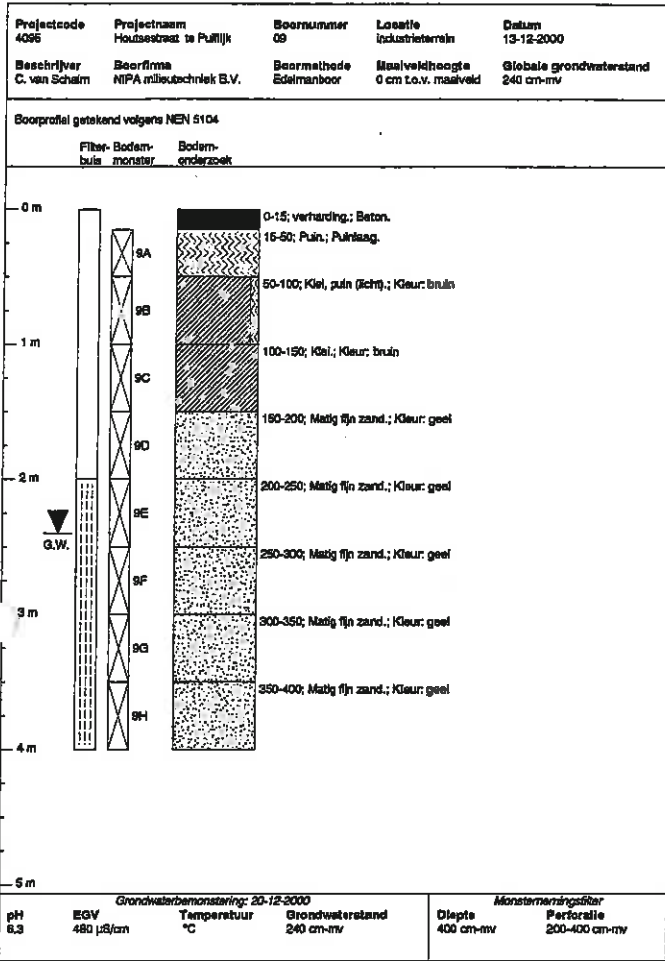 Projectcode Projectnaam Boornummer Locatie Datum
4095 Houtsestraat te Puiflijk 09 industrieterrein 13-12-2000
Beschrijver Boorfirma Boormethode Maaiveldhoogte Globale grondwaterstand
C. van Schaim NIPA milieutechniek B.V. Edelmanboor 0 cm t.o.v. maaiveld 240 cm-mv
Boorprofiel getekend volgens NEN 5104
Filter- Bodem- Bodem-
buis monster onderzoek
0 m
0-15; verharding.; Beton.
15-50; Puin.; Puinlaag.
9A
50-100; Klei, puin (licht).; Kleur: bruin
9B
1 m
100-150; Klei.; Kleur: bruin
9C
150-200; Matig fijn zand.; Kleur: geel
9D
2 m
200-250; Matig fijn zand.; Kleur: geel
9E
G.W.
250-300; Matig fijn zand.; Kleur: geel
9F
3 m
300-350; Matig fijn zand.; Kleur: geel
9G
350-400; Matig fijn zand.; Kleur: geel
9H
4 m
5 m
Grondwaterbemonstering: 20-12-2000 Monsternemingsfilter
pH EGV Temperatuur Grondwaterstand Diepte Perforatie
6,3 480 µS/cm °C 240 cm-mv 400 cm-mv 200-400 cm-mv